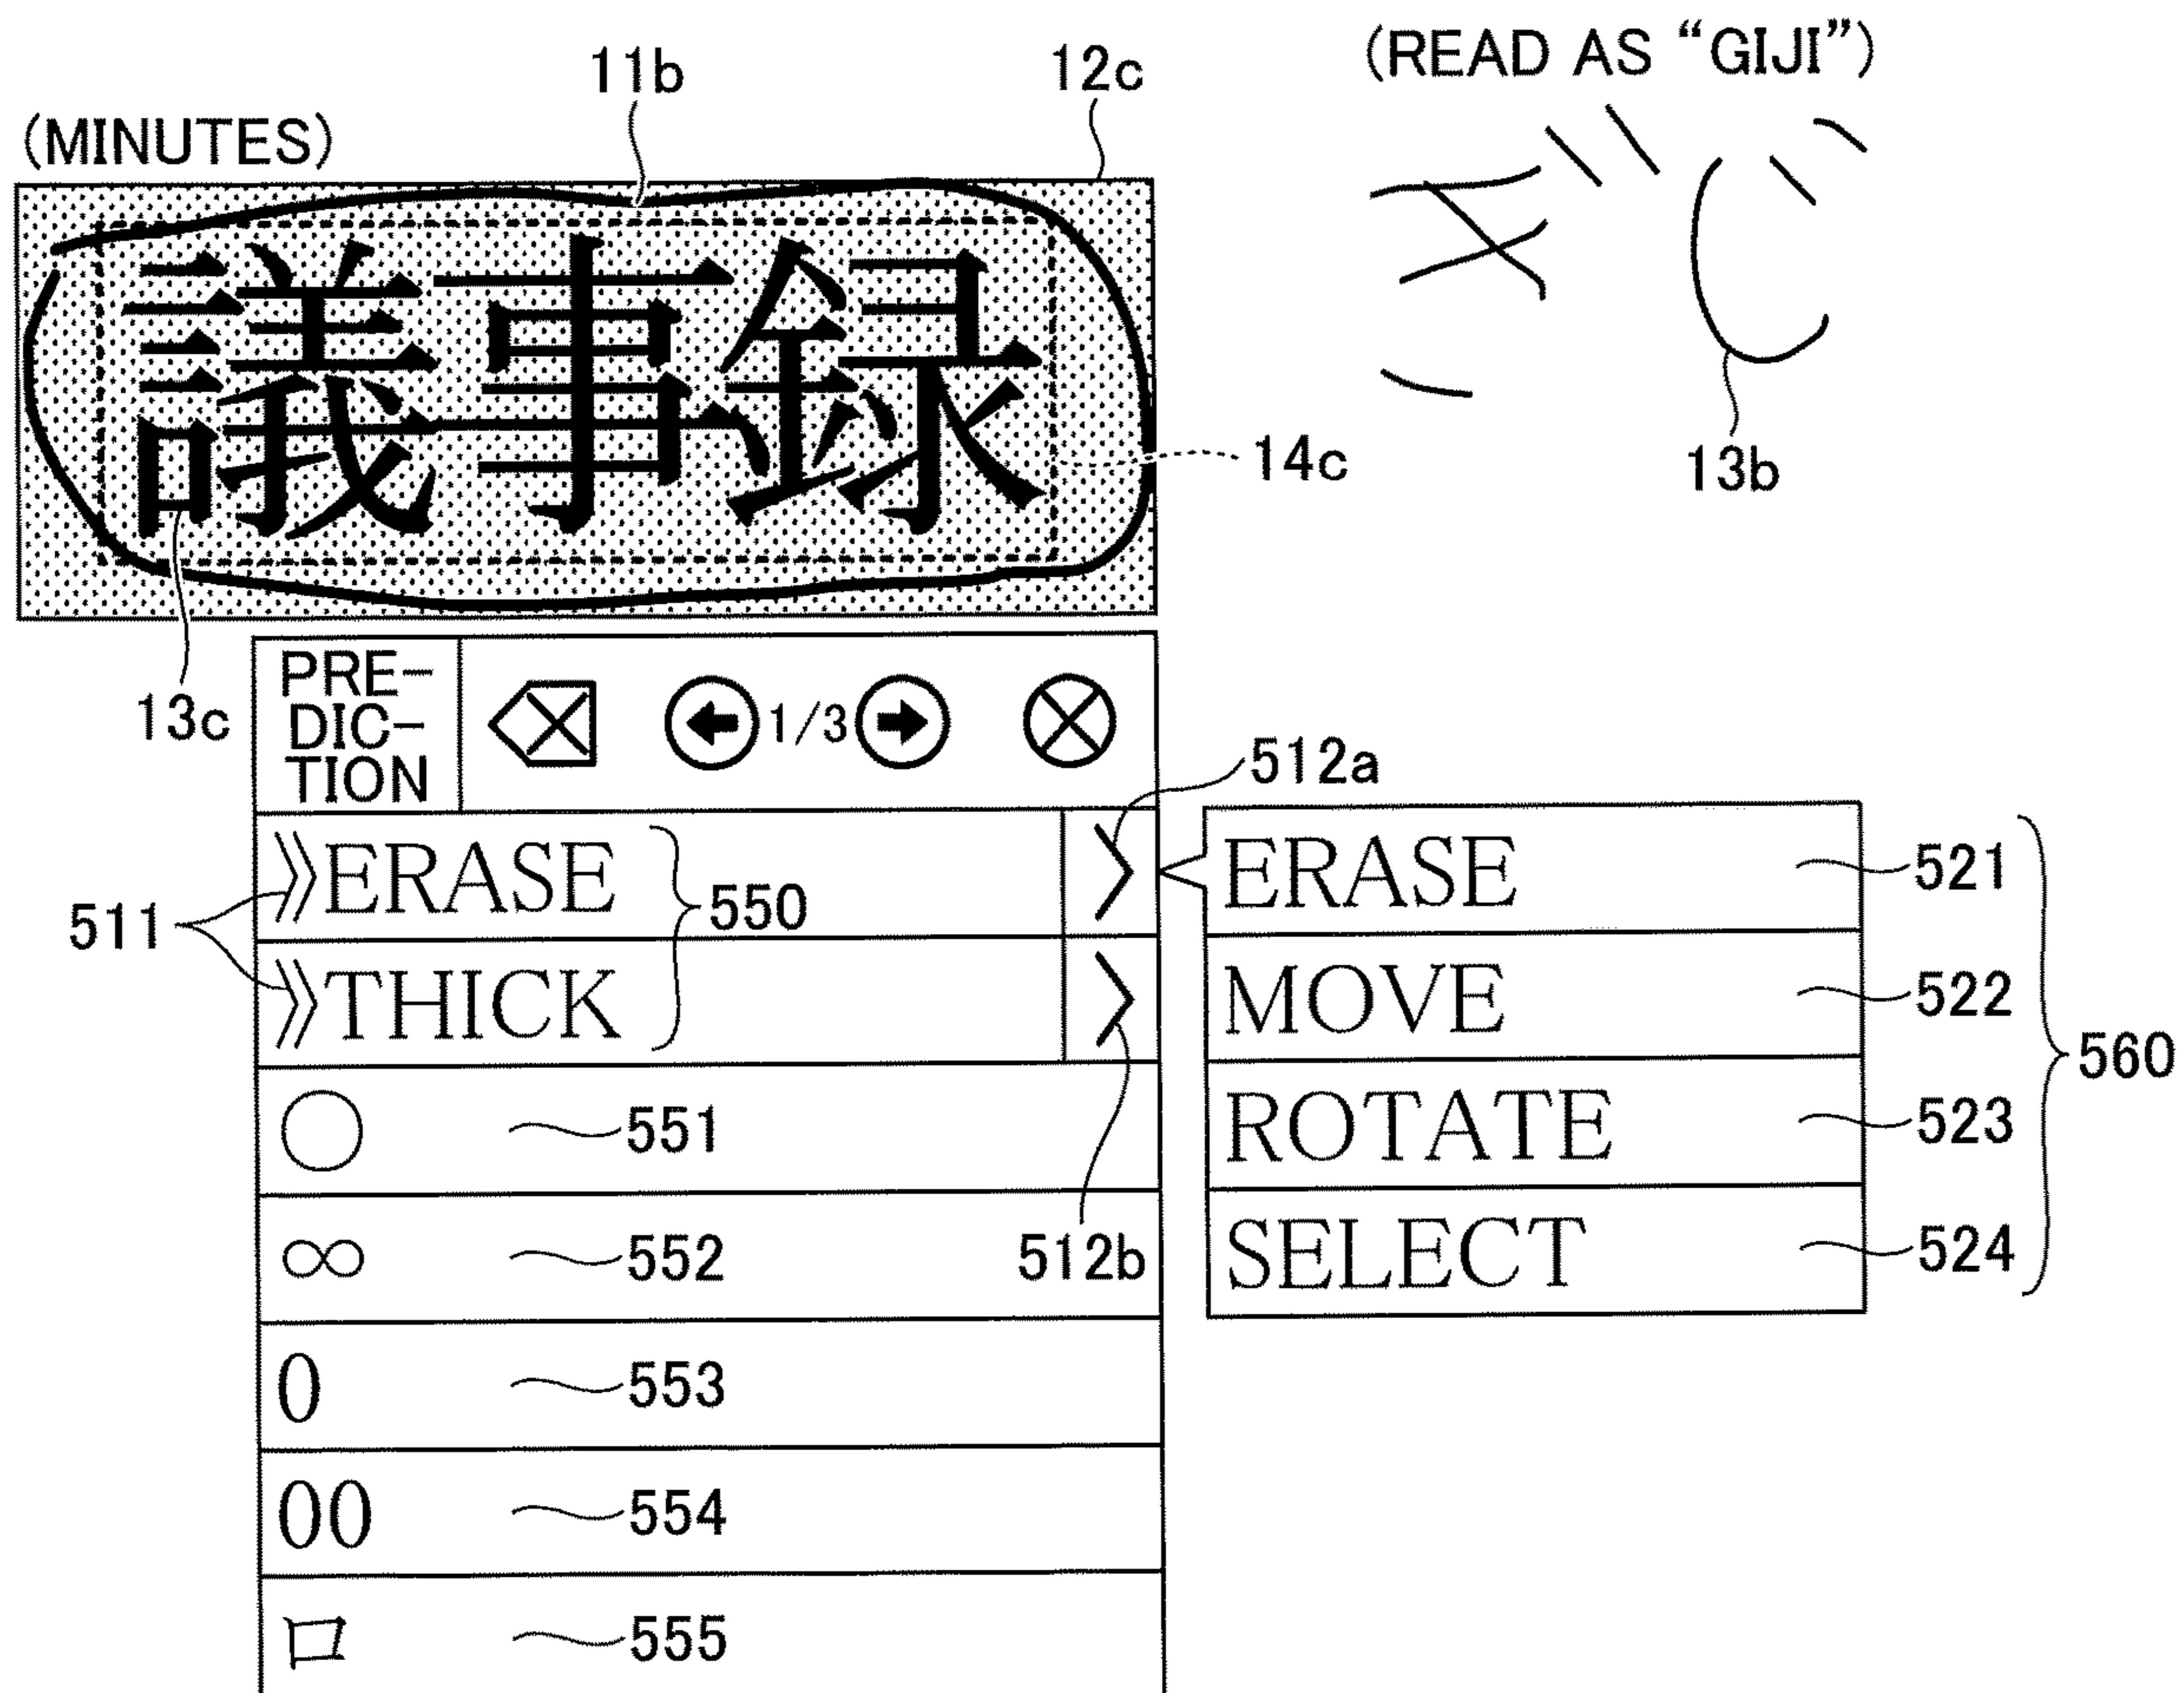 (READ AS “GIJI”)
11b
12c
(MINUTES)
議事録
ぎじ
14c
13b
13c
PRE-
DIC-
TION
1/3
512a
》ERASE
550
>
511
》THICK
>
ERASE
521
MOVE
522
560
ROTATE
523
SELECT
524
○
551
∞
552
512b
0
553
00
554
ロ
555